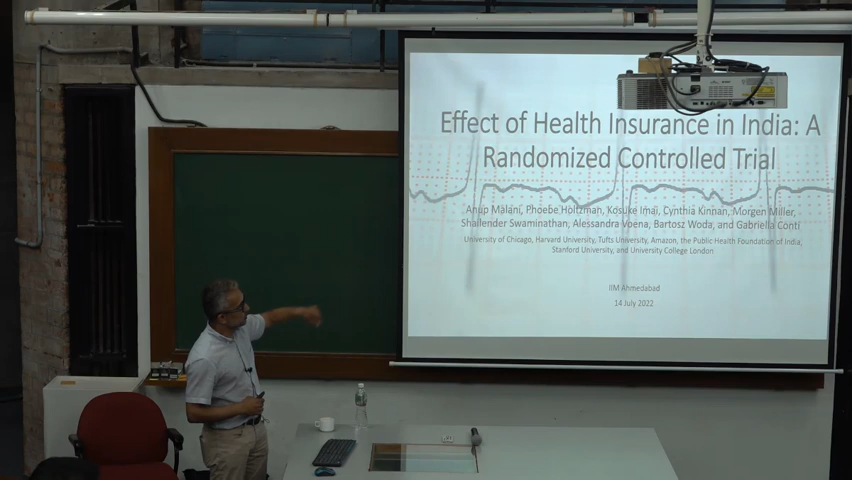 Effect of Health Insurance in India: A
Randomized Controlled Trial
Anup Malani, Phoebe Holtzman, Kosuke Imai, Cynthia Kinnan, Morgen Miller,
Shailender Swaminathan, Alessandra Voena, Bartosz Woda, and Gabriella Conti
University of Chicago, Harvard University, Tufts University, Amazon, the Public Health Foundation of India,
Stanford University, and University College London
IIM Ahmedabad
14 July 2022